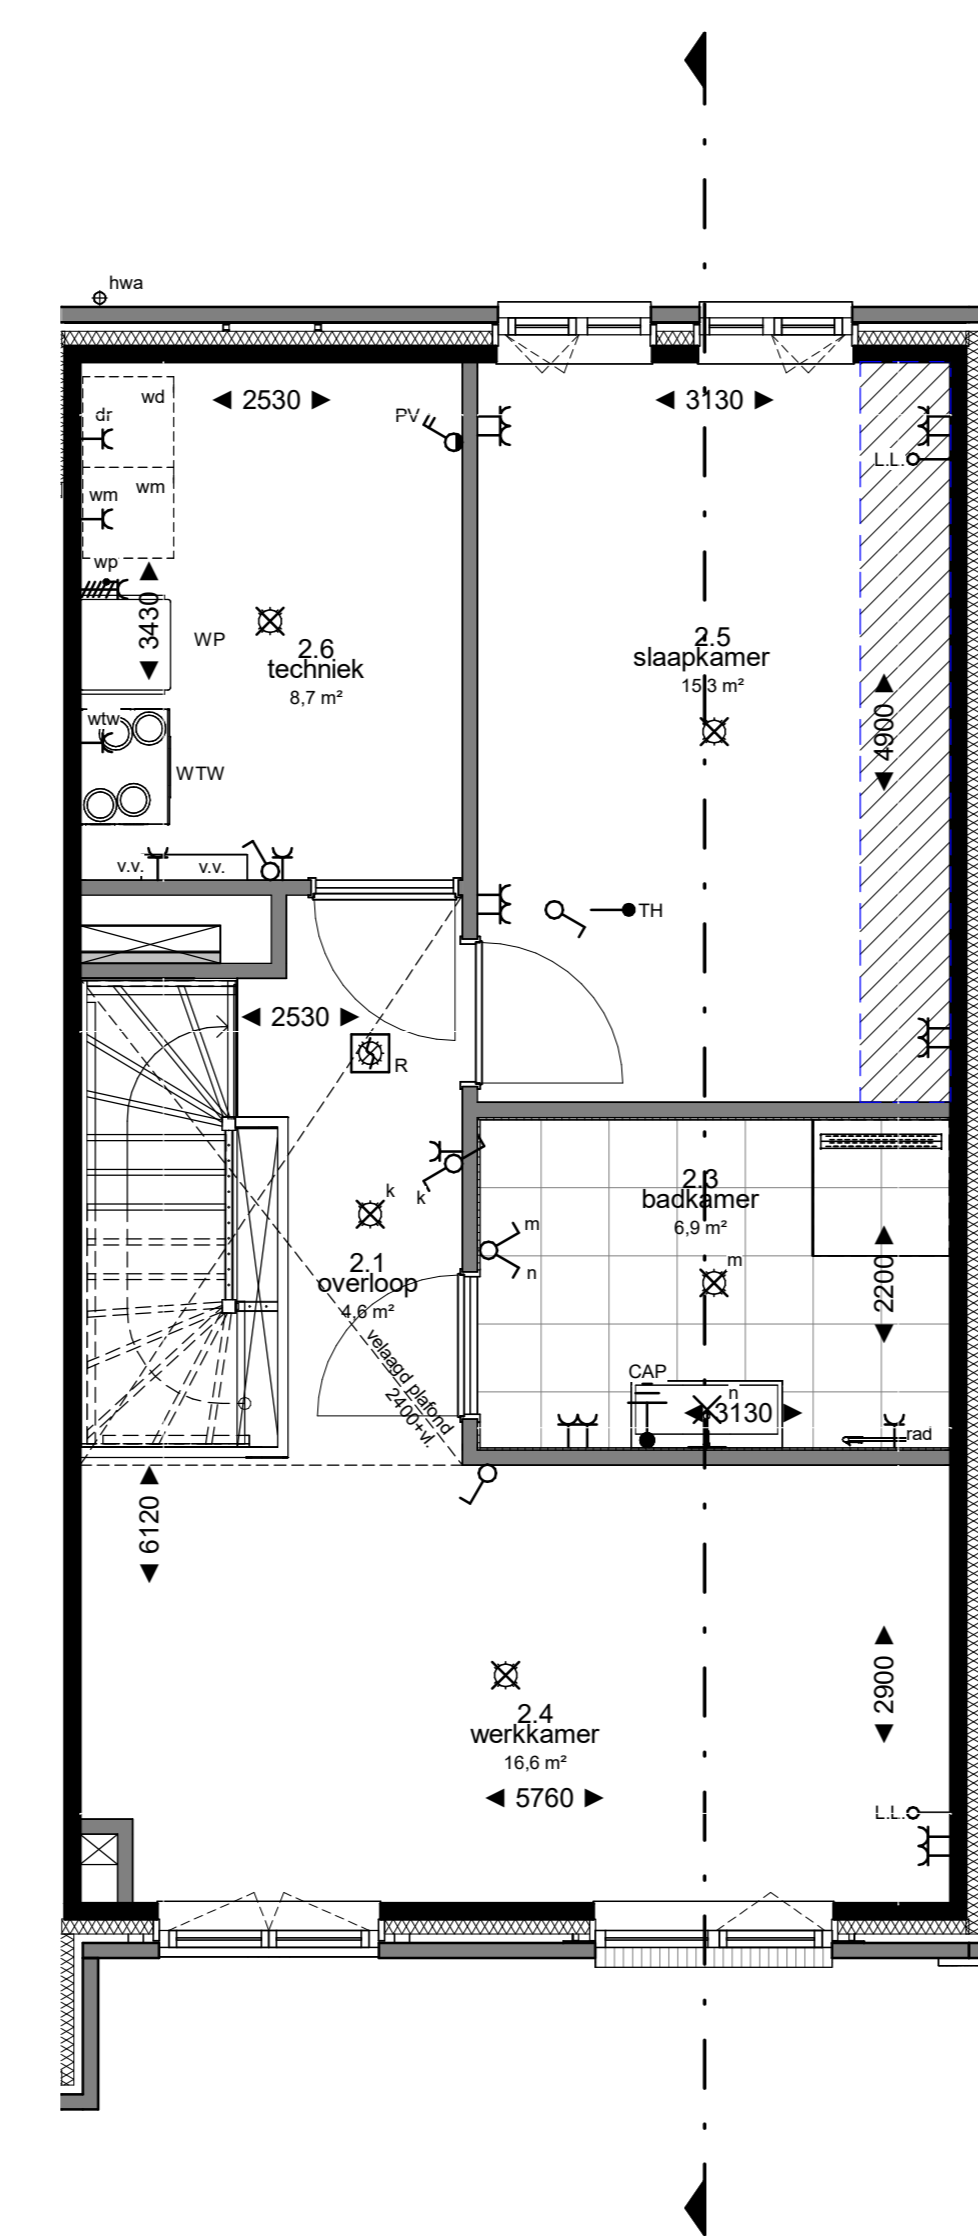 hwa
2530
3130
wd
dr
PV
L.L.
wm
wm
wp
3430
WP
2.6
techniek
8,7 m²
2.5
slaapkamer
15,3 m²
4900
wtw
WTW
v.v.
v.v.
TH
2530
R
k
k
2.3
badkamer
6,9 m²
m
n
m
2200
2.1
overloop
4,6 m²
velaagd plafond
2400+vl.
CAP
n
3130
rad
6120
2.4
werkkamer
16,6 m²
5760
2900
L.L.